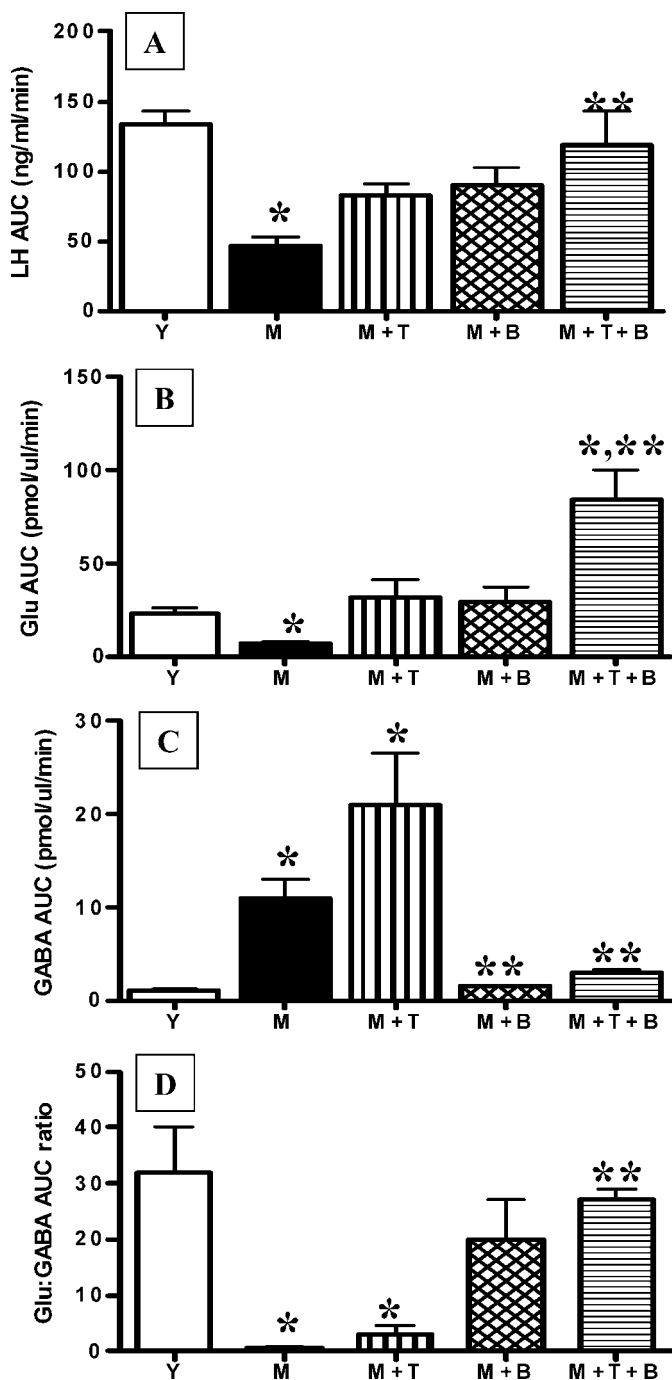 A
LH AUC (ng/ml/min)
200
150
100
50
0
*
**
Y M M + T M + B M + T + B
B
Glu AUC (pmol/ul/min)
150
100
50
0
*
*,**
Y M M + T M + B M + T + B
C
GABA AUC (pmol/ul/min)
30
20
10
0
*
*
**
**
Y M M + T M + B M + T + B
D
Glu:GABA AUC ratio
50
40
30
20
10
0
*
*
**
Y M M + T M + B M + T + B